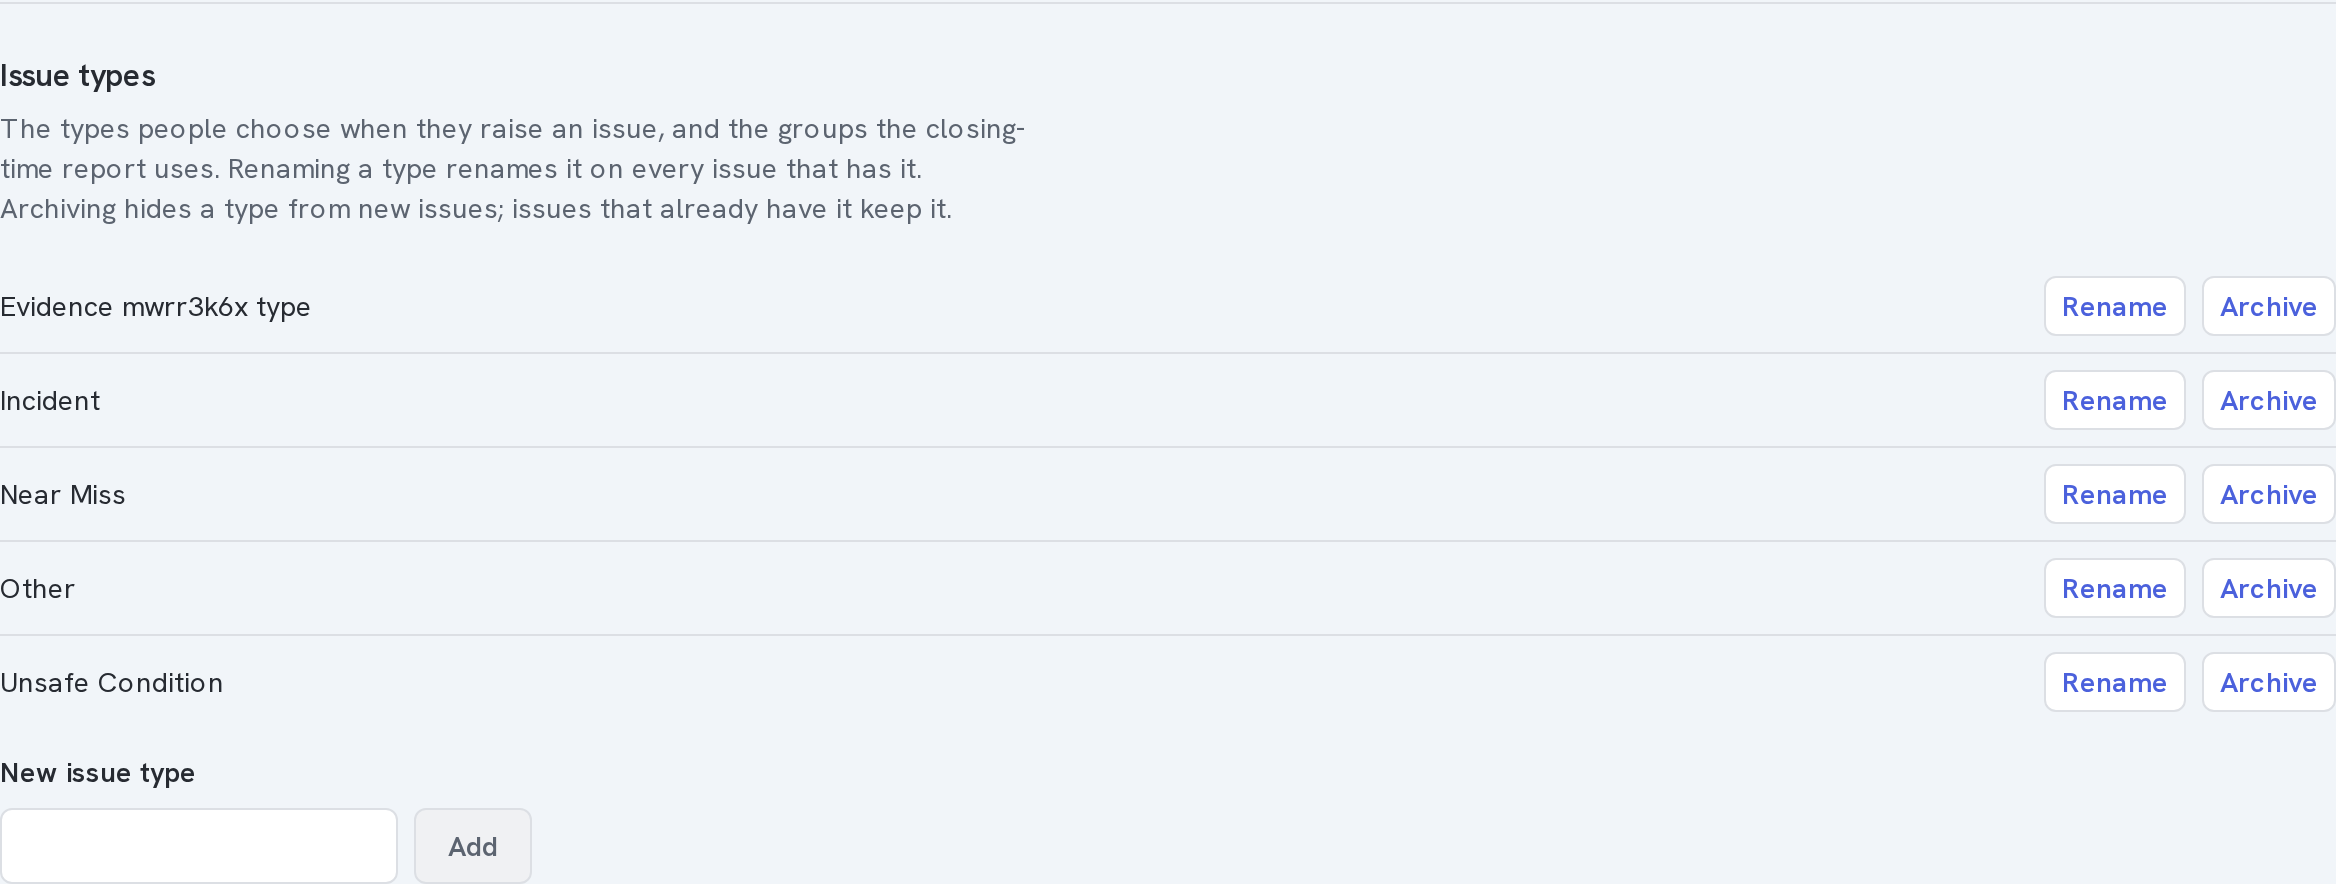 Issue types
The types people choose when they raise an issue, and the groups the closing-
time report uses. Renaming a type renames it on every issue that has it.
Archiving hides a type from new issues; issues that already have it keep it.
Evidence mwrr3k6x type Rename Archive
Incident Rename Archive
Near Miss Rename Archive
Other Rename Archive
Unsafe Condition Rename Archive
New issue type
Add